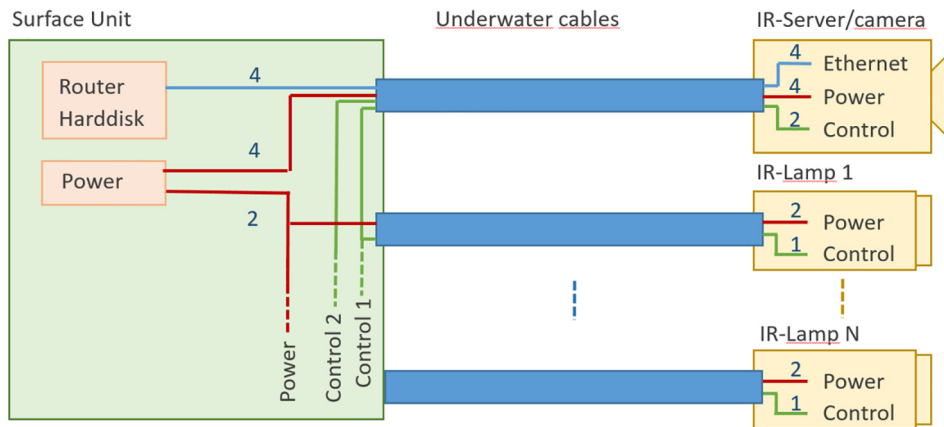 Surface Unit
Underwater cables
IR-Server/camera
Router
Harddisk
4
4
Ethernet
4
Power
2
Control
Power
4
2
IR-Lamp 1
2
Power
1
Control
Power
Control 2
Control 1
IR-Lamp N
2
Power
1
Control